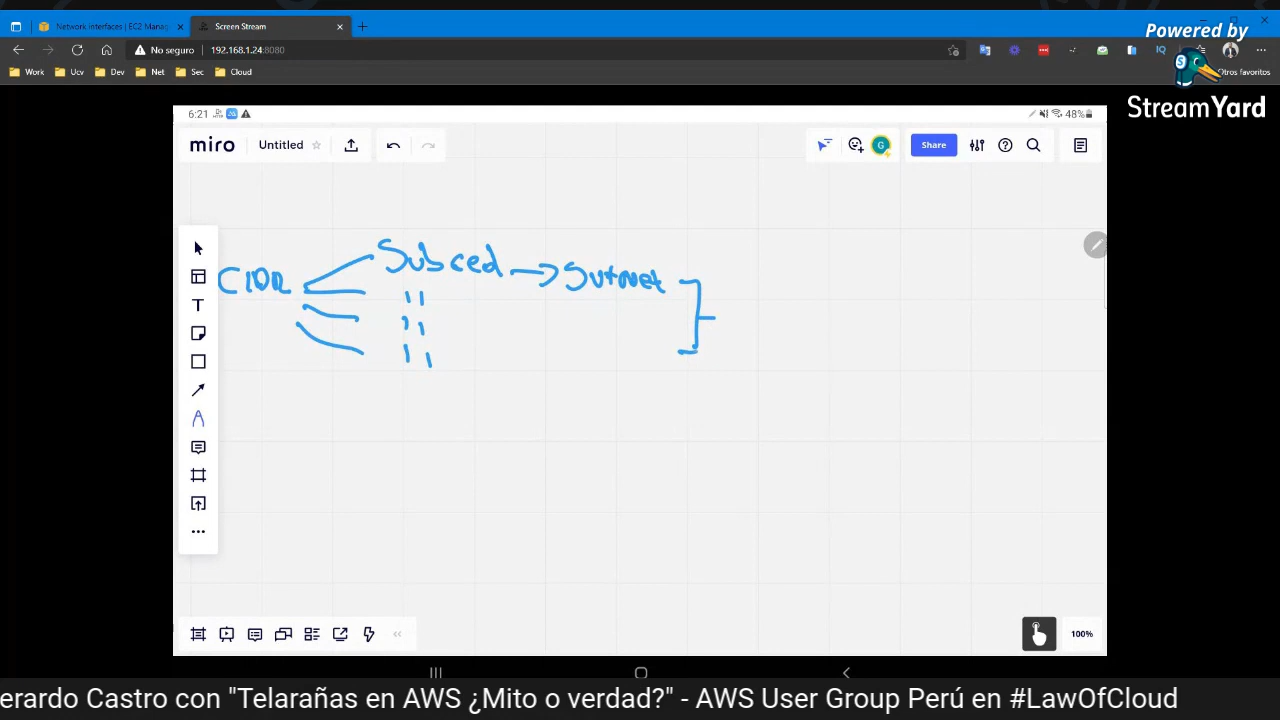 Network interfaces | EC2 Manag
Screen Stream
Powered by
No seguro
192.168.1.24:8080
Work
Ucv
Dev
Net
Sec
Cloud
Otros favoritos
StreamYard
6:21
48%
miro
Untitled
G
Share
CIDR
Subred
Subnet
" 
"
"
T
100%
erardo Castro con "Telarañas en AWS ¿Mito o verdad?" - AWS User Group Perú en #LawOfCloud